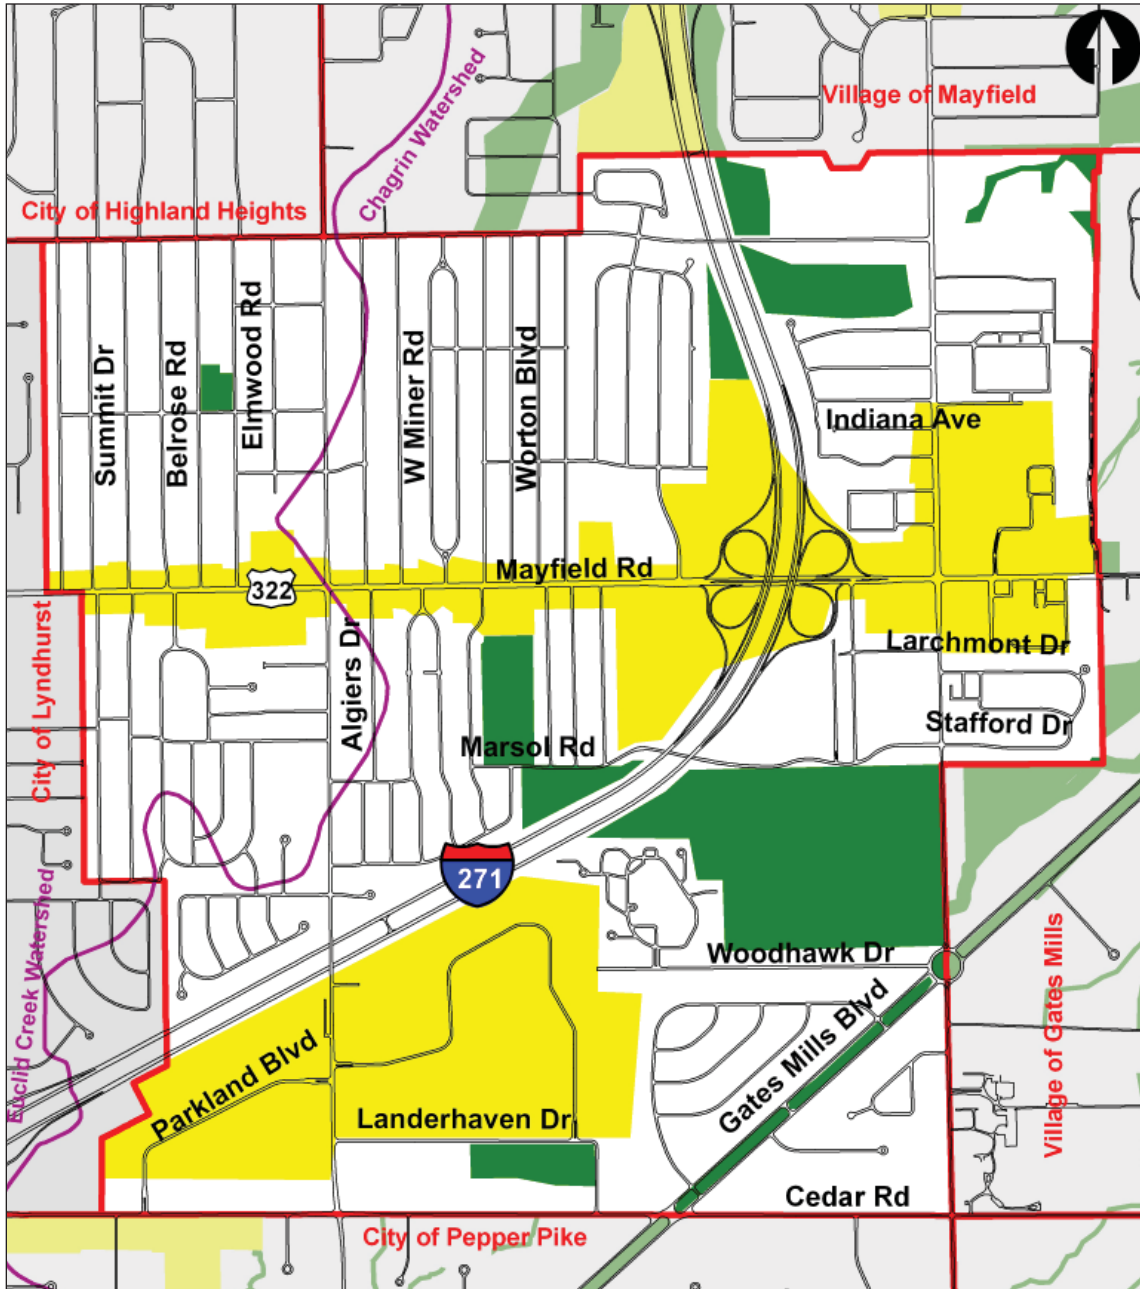 Village of Mayfield
Chagrin Watershed
City of Highland Heights
Summit Dr
Belrose Rd
Elmwood Rd
W Miner Rd
Worton Blvd
Indiana Ave
Mayfield Rd
322
City of Lyndhurst
Algiers Dr
Larchmont Dr
Stafford Dr
Marsol Rd
271
Euclid Creek Watershed
Woodhawk Dr
Gates Mills Blvd
Village of Gates Mills
Parkland Blvd
Landerhaven Dr
Cedar Rd
City of Pepper Pike